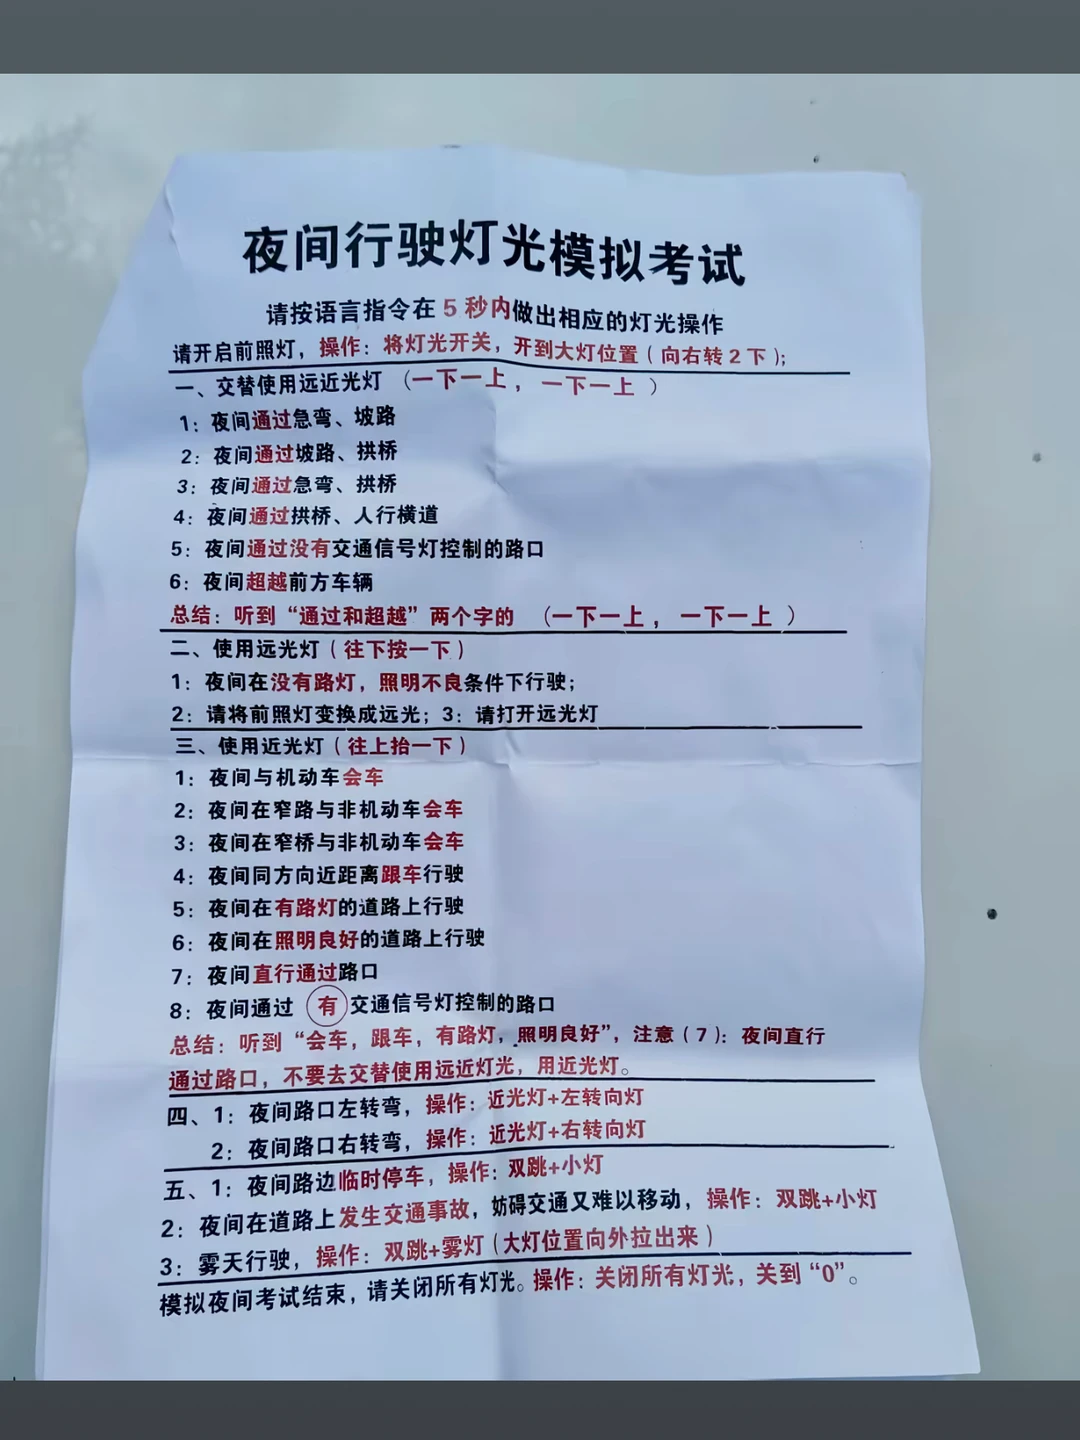 夜间行驶灯光模拟考试
请按语言指令在5秒内做出相应的灯光操作
请开启前照灯，操作：将灯光开关，开到大灯位置（向右转2下）；
一、交替使用远近光灯（一下一上，一下一上）
1：夜间通过急弯、坡路
2：夜间通过坡路、拱桥
3：夜间通过急弯、拱桥
4：夜间通过拱桥、人行横道
5：夜间通过没有交通信号灯控制的路口
6：夜间超越前方车辆
总结：听到“通过和超越”两个字的（一下一上，一下一上）
二、使用远光灯（往下按一下）
1：夜间在没有路灯，照明不良条件下行驶；
2：请将前照灯变换成远光；3：请打开远光灯
三、使用近光灯（往上抬一下）
1：夜间与机动车会车
2：夜间在窄路与非机动车会车
3：夜间在窄桥与非机动车会车
4：夜间同方向近距离跟车行驶
5：夜间在有路灯的道路上行驶
6：夜间在照明良好的道路上行驶
7：夜间直行通过路口
8：夜间通过 有 交通信号灯控制的路口
总结：听到“会车，跟车，有路灯，照明良好”，注意（7）：夜间直行
通过路口，不要去交替使用远近灯光，用近光灯。
四、1：夜间路口左转弯，操作：近光灯+左转向灯
2：夜间路口右转弯，操作：近光灯+右转向灯
五、1：夜间路边临时停车，操作：双跳+小灯
2：夜间在道路上发生交通事故，妨碍交通又难以移动，操作：双跳+小灯
3：雾天行驶，操作：双跳+雾灯（大灯位置向外拉出来）
模拟夜间考试结束，请关闭所有灯光。操作：关闭所有灯光，关到“0”。